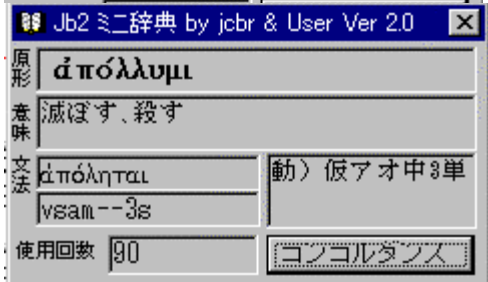 Jb2 ミニ辞典 by jcbr & User Ver 2.0
原形 ἀπόλλυμι
意味 滅ぼす、殺す
文法 ἀπόληται 動）仮アオ中3単
vsam--3s
使用回数 90 コンコルダンス